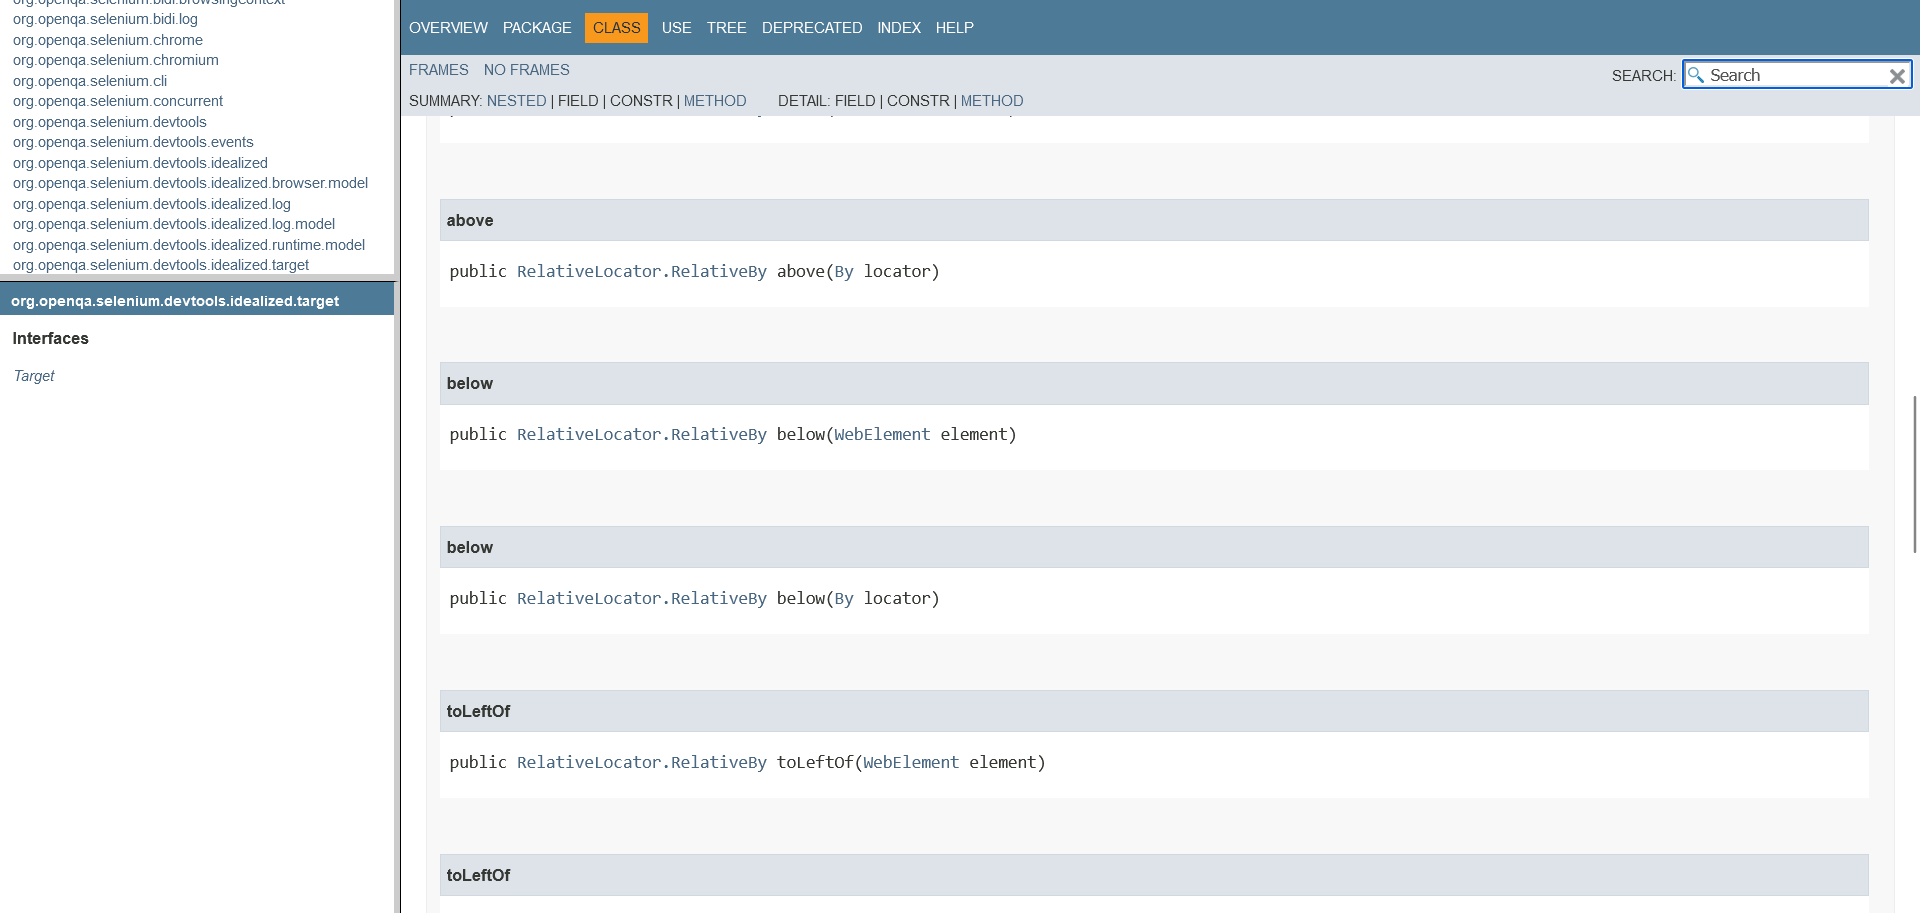 org.openqa.selenium.bidi.browsingcontext
org.openqa.selenium.bidi.log
org.openqa.selenium.chrome
org.openqa.selenium.chromium
org.openqa.selenium.cli
org.openqa.selenium.concurrent
org.openqa.selenium.devtools
org.openqa.selenium.devtools.events
org.openqa.selenium.devtools.idealized
org.openqa.selenium.devtools.idealized.browser.model
org.openqa.selenium.devtools.idealized.log
org.openqa.selenium.devtools.idealized.log.model
org.openqa.selenium.devtools.idealized.runtime.model
org.openqa.selenium.devtools.idealized.target
org.openqa.selenium.devtools.idealized.target
Interfaces
Target
OVERVIEW PACKAGE CLASS USE TREE DEPRECATED INDEX HELP
FRAMES NO FRAMES
SEARCH: Search
SUMMARY: NESTED | FIELD | CONSTR | METHOD DETAIL: FIELD | CONSTR | METHOD
above
public RelativeLocator.RelativeBy above(By locator)
below
public RelativeLocator.RelativeBy below(WebElement element)
below
public RelativeLocator.RelativeBy below(By locator)
toLeftOf
public RelativeLocator.RelativeBy toLeftOf(WebElement element)
toLeftOf